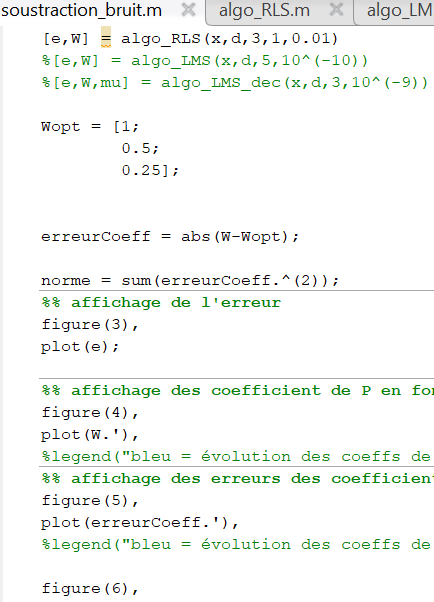 soustraction_bruit.m algo_RLS.m algo_LM
[e,W] = algo_RLS(x,d,3,1,0.01)
%[e,W] = algo_LMS(x,d,5,10^(-10))
%[e,W,mu] = algo_LMS_dec(x,d,3,10^(-9))
Wopt = [1;
0.5;
0.25];
erreurCoeff = abs(W-Wopt);
norme = sum(erreurCoeff.^(2));
%% affichage de l'erreur
figure(3),
plot(e);
%% affichage des coefficient de P en fo
figure(4),
plot(W.'),
%legend("bleu = évolution des coeffs de
%% affichage des erreurs des coefficient
figure(5),
plot(erreurCoeff.'),
%legend("bleu = évolution des coeffs de
figure(6),